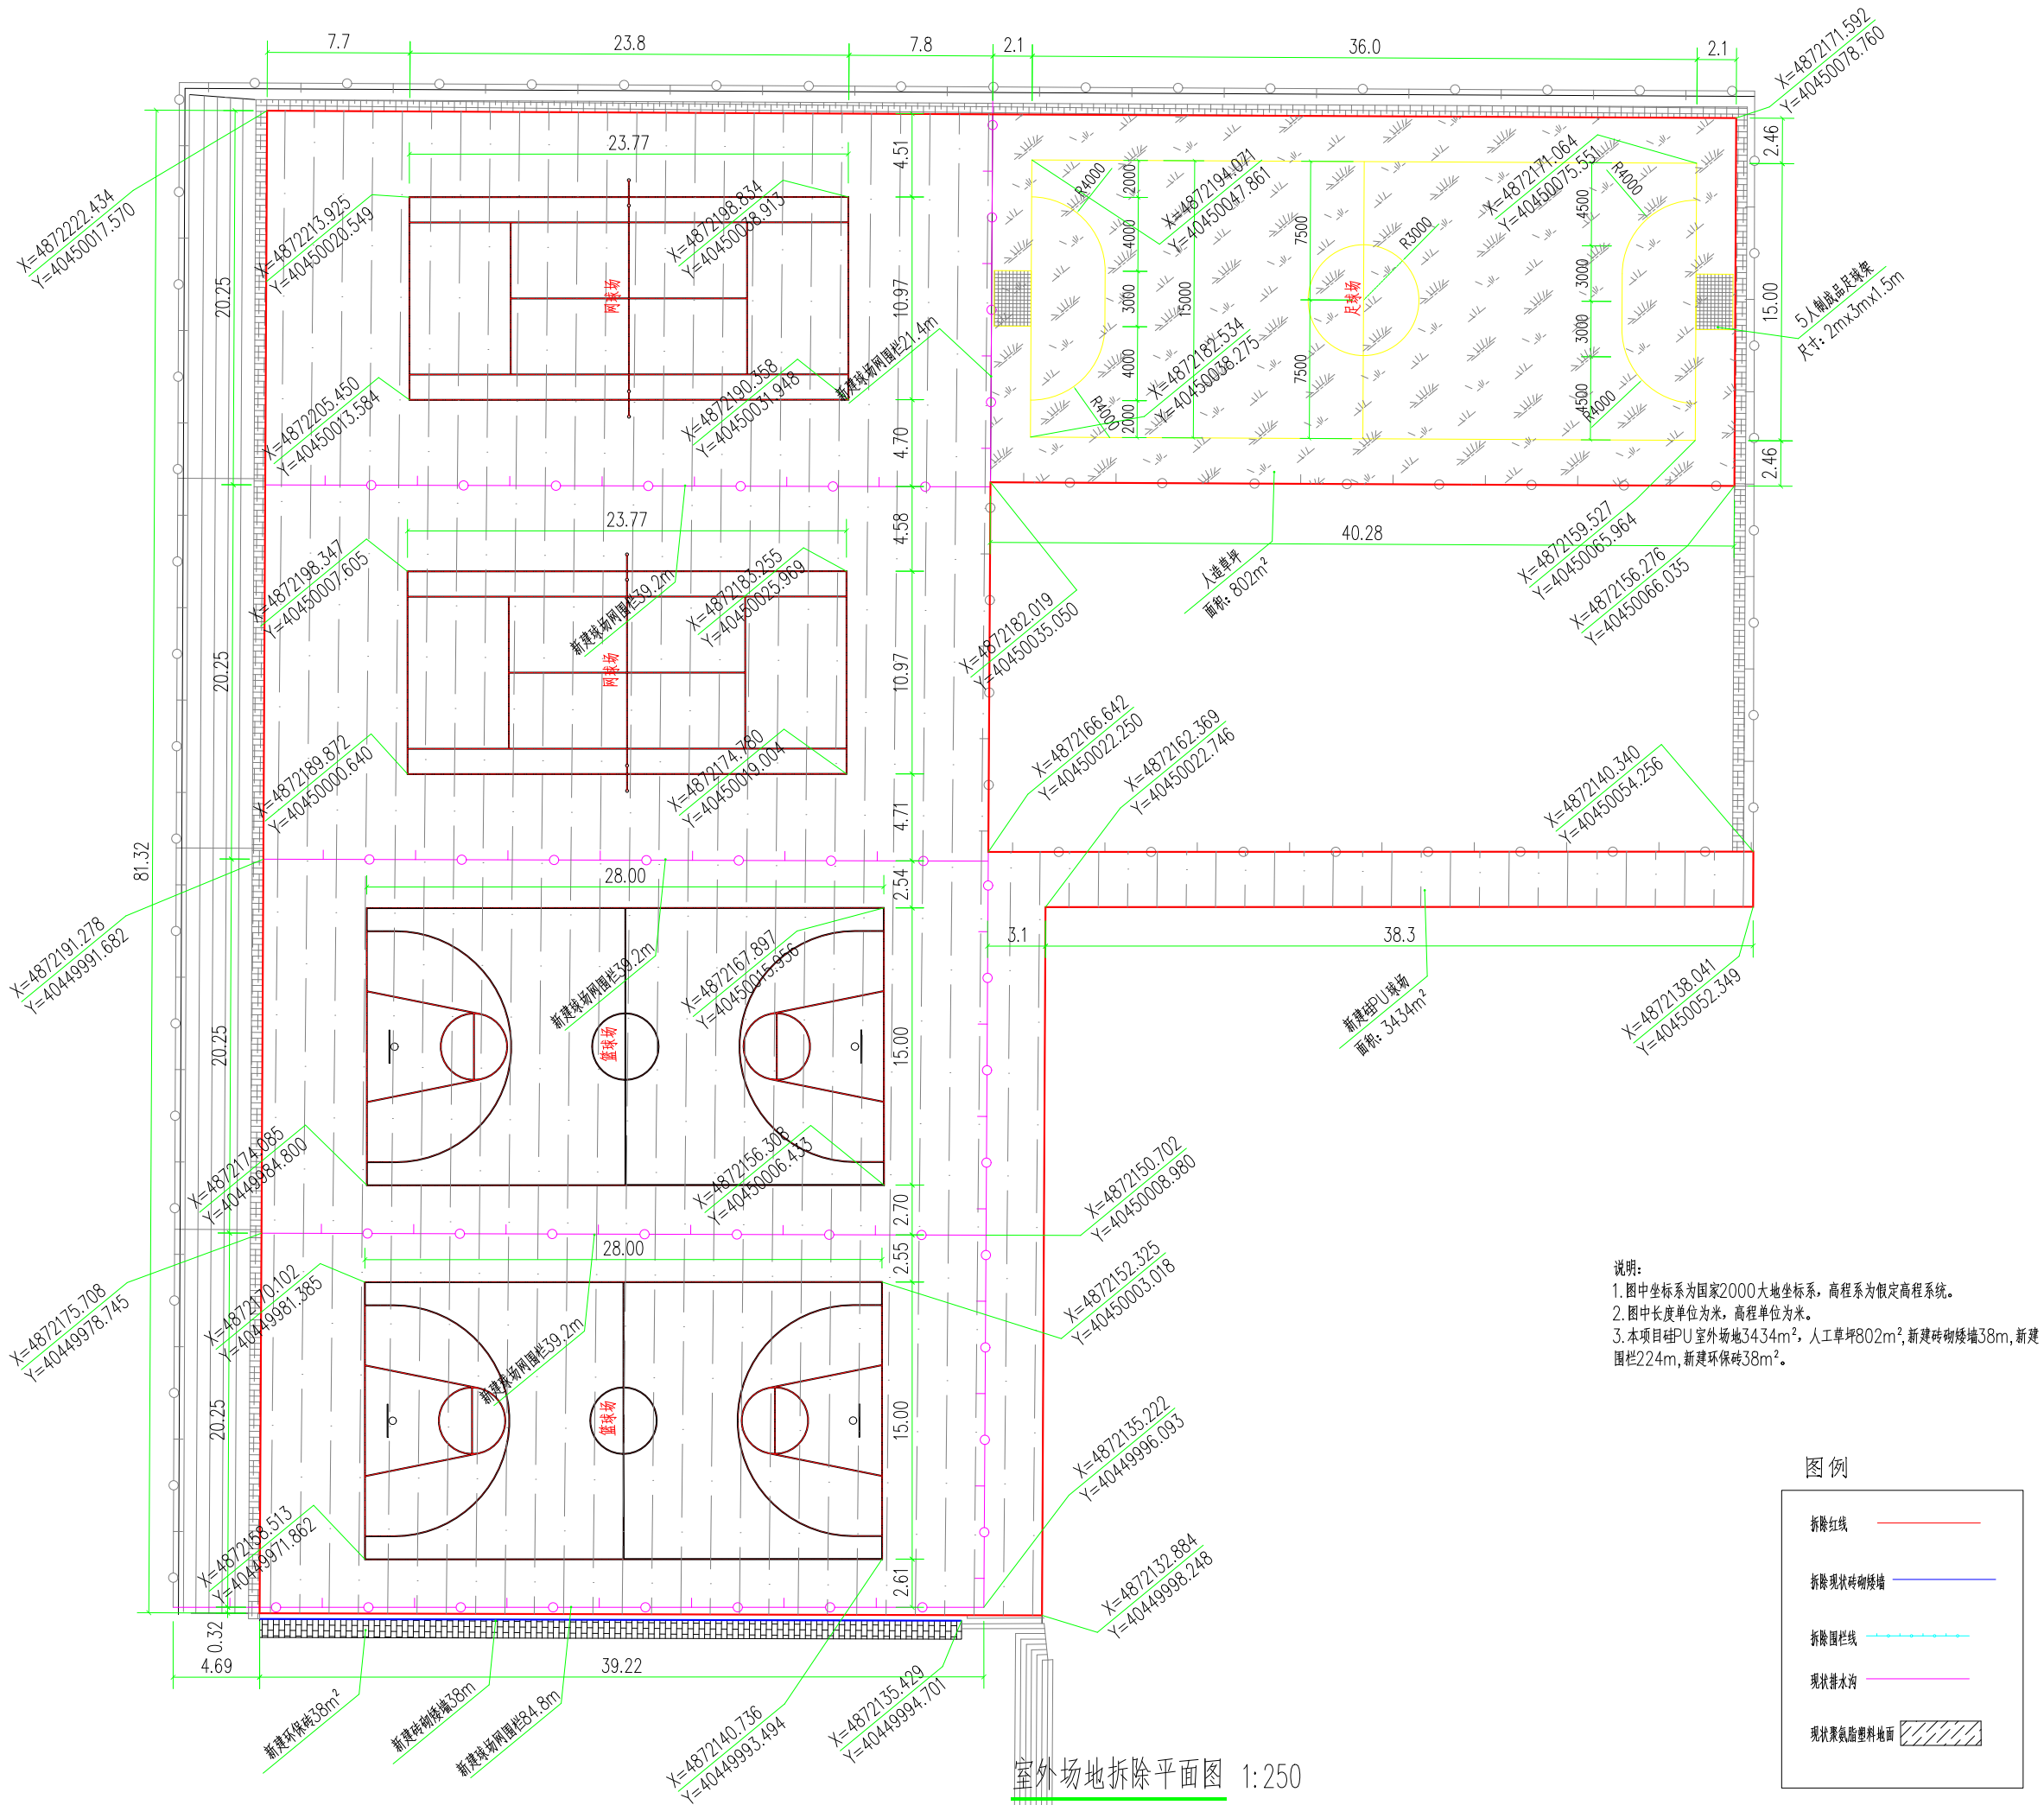 7.7
23.8
7.8
2.1
36.0
2.1
X=4872171.592
Y=40450078.760
X=4872222.434
Y=40450017.570
23.77
4.51
2.46
X=4872213.925
Y=40450020.549
X=4872198.834
Y=40450038.913
网球场
20.25
10.97
R4000
2000
4000
3000
4000
2000
15000
X=4872194.071
Y=40450047.861
7500
7500
R3000
足球场
X=4872171.064
Y=40450075.551
R4000
4500
3000
3000
4500
R4000
R4000
15.00
5人制成品足球架
尺寸: 2mx3mx1.5m
X=4872205.450
Y=40450013.584
X=4872190.358
Y=40450031.948
新建球场网围栏21.4m
X=4872182.534
Y=40450038.275
4.70
2.46
23.77
4.58
40.28
X=4872198.347
Y=40450007.605
新建球场网围栏39.2m
X=4872183.255
Y=40450025.969
人造草坪
面积: 802m²
X=4872159.527
Y=40450065.964
X=4872156.276
Y=40450066.035
X=4872182.019
Y=40450035.050
20.25
网球场
10.97
X=4872189.872
Y=40450000.640
X=4872174.780
Y=40450019.004
4.71
X=4872166.642
Y=40450022.250
X=4872162.369
Y=40450022.746
X=4872140.340
Y=40450054.256
81.32
28.00
2.54
3.1
38.3
X=4872191.278
Y=40449991.682
新建球场网围栏39.2m
X=4872167.897
Y=40450015.956
新建硅PU球场
面积: 3434m²
X=4872138.041
Y=40450052.349
20.25
篮球场
15.00
X=4872174.085
Y=40449984.800
X=4872156.308
Y=40450006.433
2.70
X=4872150.702
Y=40450008.980
28.00
2.55
X=4872175.708
Y=40449978.745
X=4872170.102
Y=40449981.385
新建球场网围栏39.2m
X=4872152.325
Y=40450003.018
说明:
1.图中坐标系为国家2000大地坐标系，高程系为假定高程系统。
2.图中长度单位为米，高程单位为米。
3.本项目硅PU室外场地3434m²，人工草坪802m²,新建砖砌矮墙38m,新建
围栏224m,新建环保砖38m²。
20.25
篮球场
15.00
X=4872135.222
Y=40449996.093
X=4872158.513
Y=40449971.862
2.61
X=4872132.884
Y=40449998.248
0.32
4.69
39.22
新建环保砖38m²
新建砖砌矮墙38m
新建球场网围栏84.8m
X=4872140.736
Y=40449993.494
X=4872135.429
Y=40449994.701
图例
拆除红线
拆除现状砖砌矮墙
拆除围栏线
现状排水沟
现状聚氨脂塑料地面
室外场地拆除平面图 1:250